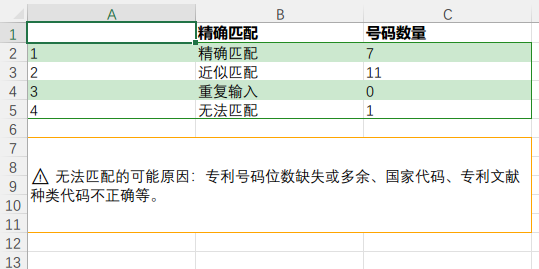 A B C
1 精确匹配 号码数量
2 1 精确匹配 7
3 2 近似匹配 11
4 3 重复输入 0
5 4 无法匹配 1
6
7
8 ⚠ 无法匹配的可能原因：专利号码位数缺失或多余、国家代码、专利文献
9 种类代码不正确等。
10
11
12
13